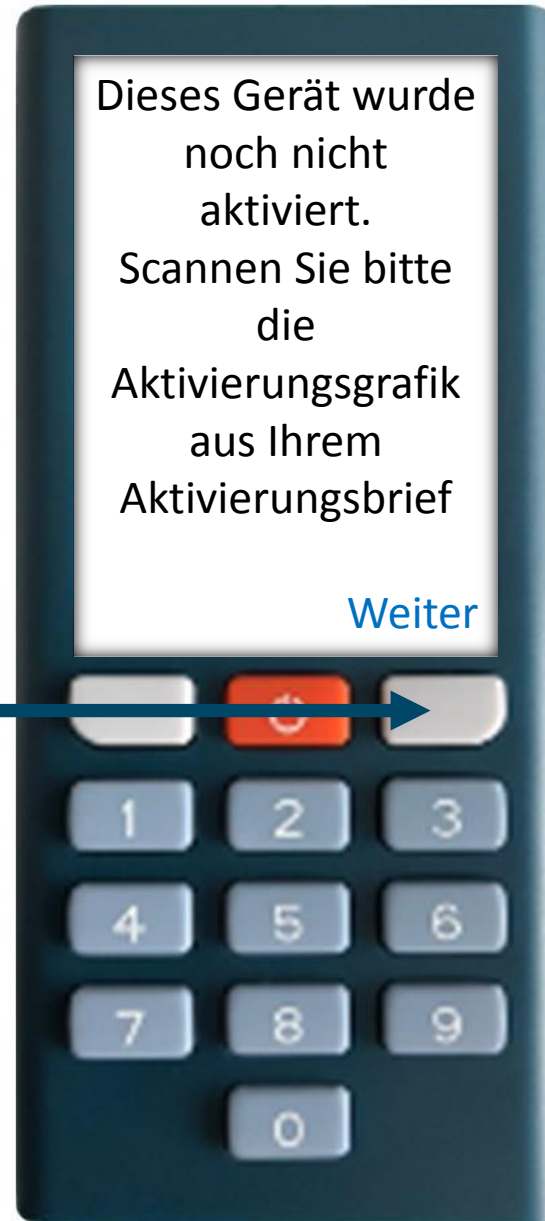 Dieses Gerät wurde
noch nicht
aktiviert.
Scannen Sie bitte
die
Aktivierungsgrafik
aus Ihrem
Aktivierungsbrief
Weiter
1 2 3
4 5 6
7 8 9
0